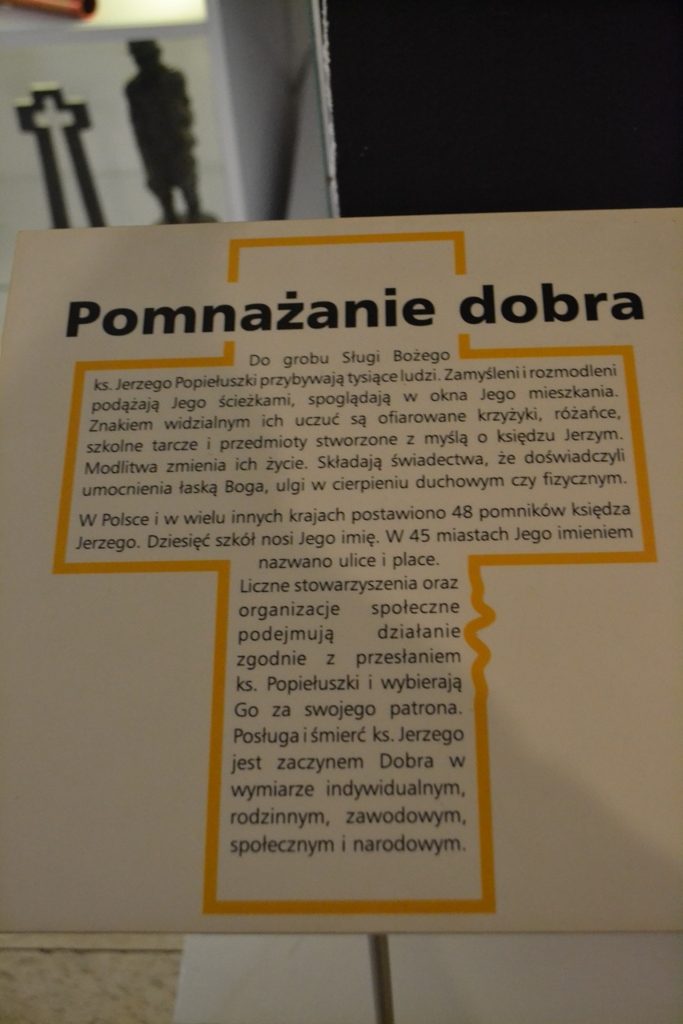 Pomnażanie dobra
Do grobu Sługi Bożego
ks. Jerzego Popiełuszki przybywają tysiące ludzi. Zamyśleni i rozmodleni
podążają Jego ścieżkami, spoglądają w okna Jego mieszkania.
Znakiem widzialnym ich uczuć są ofiarowane krzyżyki, różańce,
szkolne tarcze i przedmioty stworzone z myślą o księdzu Jerzym.
Modlitwa zmienia ich życie. Składają świadectwa, że doświadczyli
umocnienia łaską Boga, ulgi w cierpieniu duchowym czy fizycznym.
W Polsce i w wielu innych krajach postawiono 48 pomników księdza
Jerzego. Dziesięć szkół nosi Jego imię. W 45 miastach Jego imieniem
nazwano ulice i place.
Liczne stowarzyszenia oraz
organizacje społeczne
podejmują działanie
zgodnie z przesłaniem
ks. Popiełuszki i wybierają
Go za swojego patrona.
Posługa i śmierć ks. Jerzego
jest zaczynem Dobra w
wymiarze indywidualnym,
rodzinnym, zawodowym,
społecznym i narodowym.